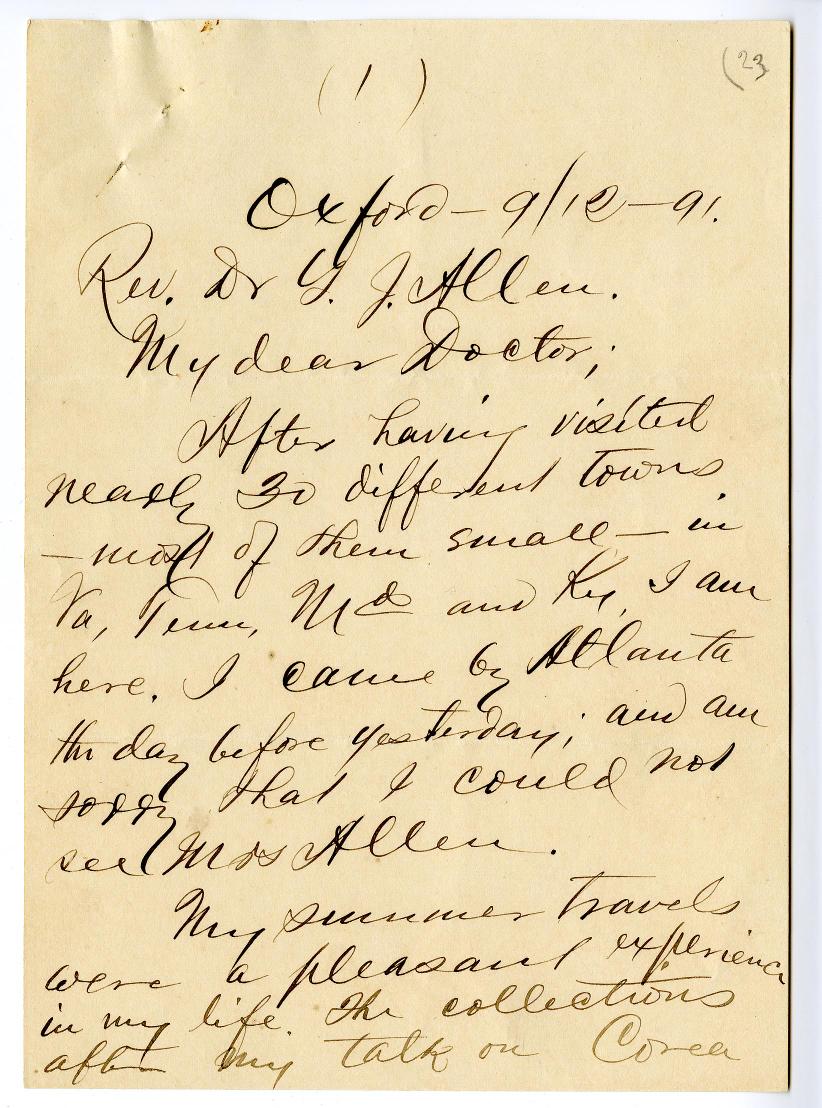 (23
(1)
Oxford — 9/12 — 91.
Rev. Dr Y. J. Allen.
My dear Doctor;
After having visited
nearly 30 different towns
— most of them small — in
Va, Tenn, Md and Ky, I am
here. I came by Atlanta
the day before yesterday; and am
sorry that I could not
see Mrs Allen.
My summer travels
were a pleasant experience
in my life. The collections
after my talk on Corea